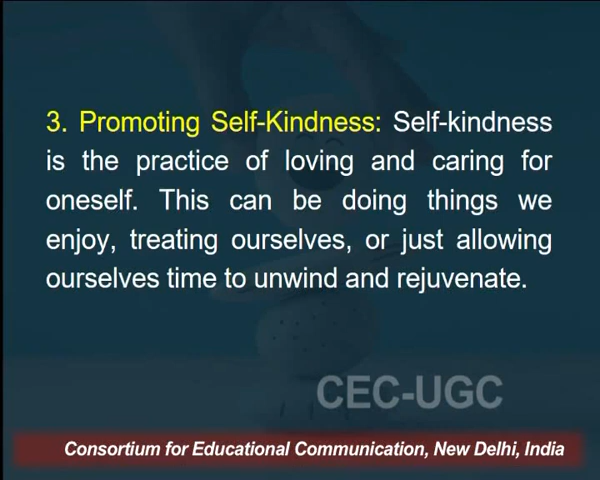 3. Promoting Self-Kindness: Self-kindness
is the practice of loving and caring for
oneself. This can be doing things we
enjoy, treating ourselves, or just allowing
ourselves time to unwind and rejuvenate.
CEC-UGC
Consortium for Educational Communication, New Delhi, India